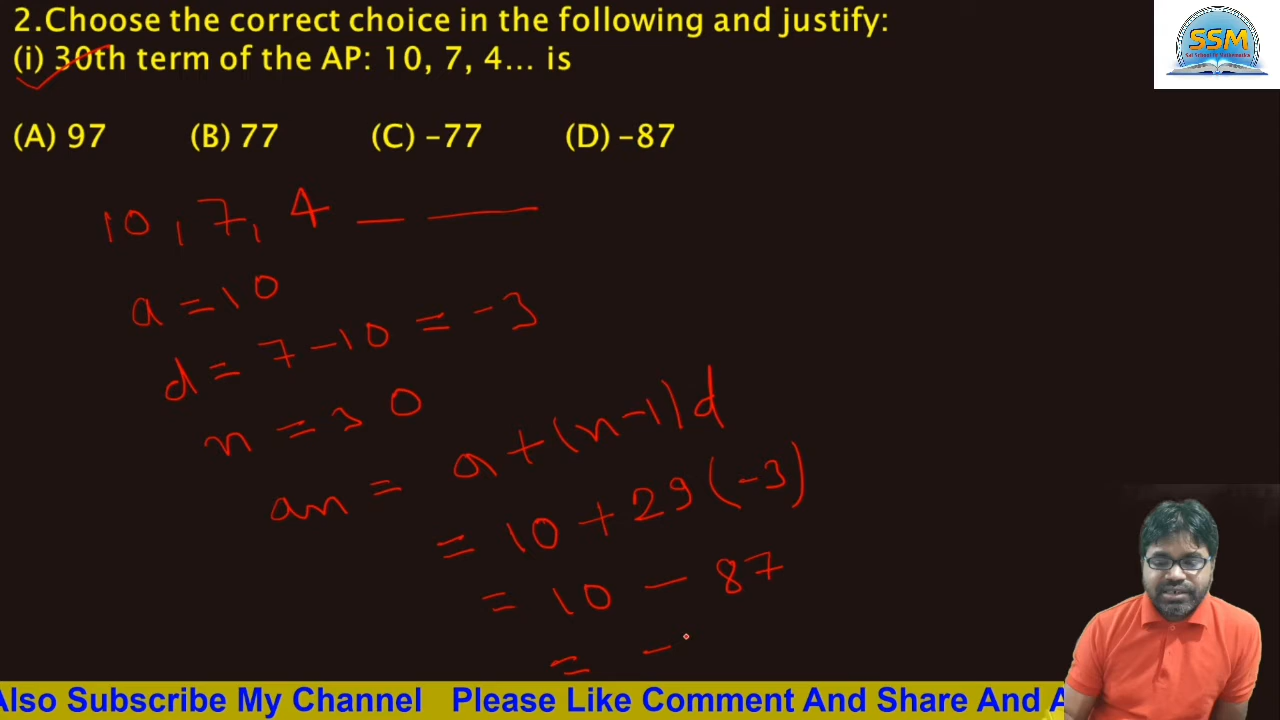 2.Choose the correct choice in the following and justify:
(i) 30th term of the AP: 10, 7, 4... is
SSM
(A) 97 (B) 77 (C) –77 (D) –87
10, 7, 4 — —
a = 10
d = 7 - 10 = -3
n = 30
an = a + (n-1)d
= 10 + 29(-3)
= 10 - 87
= -
Also Subscribe My Channel Please Like Comment And Share And A